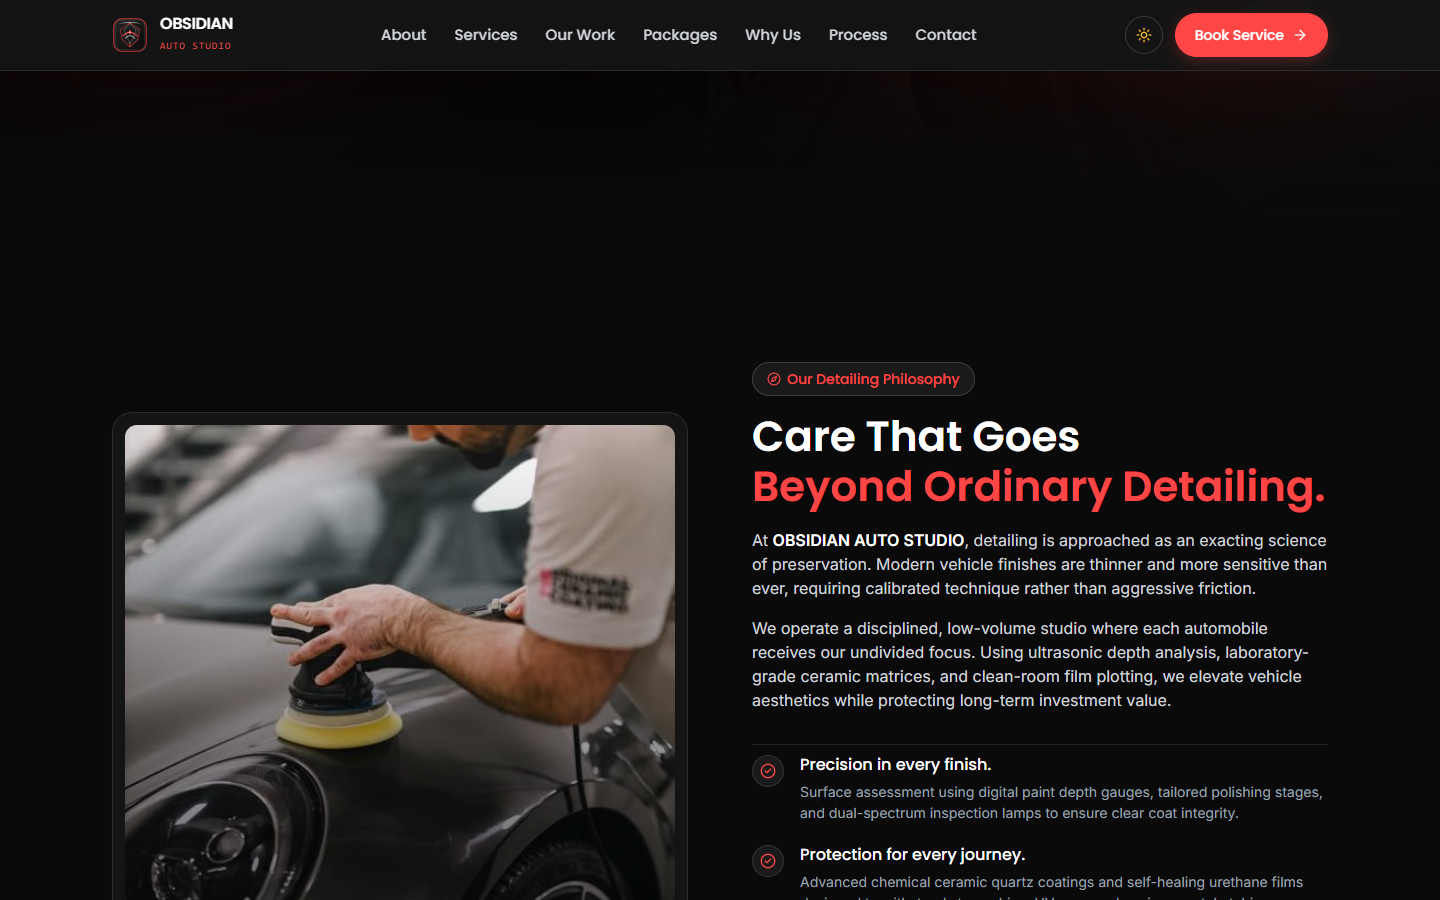 OBSIDIAN
AUTO STUDIO
About
Services
Our Work
Packages
Why Us
Process
Contact
Book Service
Our Detailing Philosophy
Care That Goes
Beyond Ordinary Detailing.
At OBSIDIAN AUTO STUDIO, detailing is approached as an exacting science
of preservation. Modern vehicle finishes are thinner and more sensitive than
ever, requiring calibrated technique rather than aggressive friction.
We operate a disciplined, low-volume studio where each automobile
receives our undivided focus. Using ultrasonic depth analysis, laboratory-
grade ceramic matrices, and clean-room film plotting, we elevate vehicle
aesthetics while protecting long-term investment value.
Precision in every finish.
Surface assessment using digital paint depth gauges, tailored polishing stages,
and dual-spectrum inspection lamps to ensure clear coat integrity.
Protection for every journey.
Advanced chemical ceramic quartz coatings and self-healing urethane films